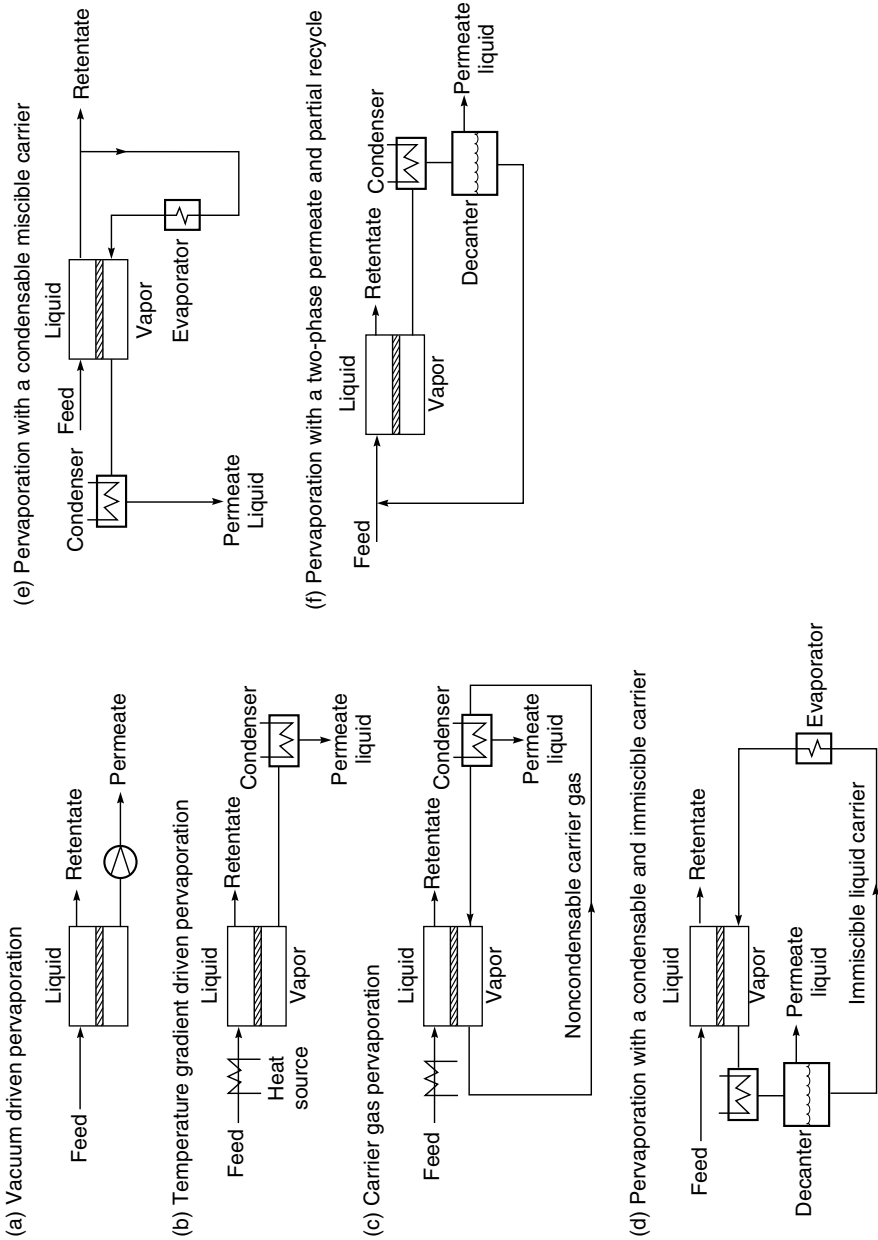 (a) Vacuum driven pervaporation
Liquid
Feed
Retentate
Permeate
(b) Temperature gradient driven pervaporation
Liquid
Feed
Retentate
Condenser
Heat
source
Vapor
Permeate
liquid
(c) Carrier gas pervaporation
Liquid
Feed
Retentate
Condenser
Vapor
Permeate
liquid
Noncondensable carrier gas
(d) Pervaporation with a condensable and immiscible carrier
Liquid
Feed
Retentate
Vapor
Permeate
liquid
Decanter
Evaporator
Immiscible liquid carrier
(e) Pervaporation with a condensable miscible carrier
Liquid
Feed
Retentate
Condenser
Vapor
Evaporator
Permeate
Liquid
(f) Pervaporation with a two-phase permeate and partial recycle
Liquid
Feed
Retentate
Condenser
Vapor
Decanter
Permeate
liquid